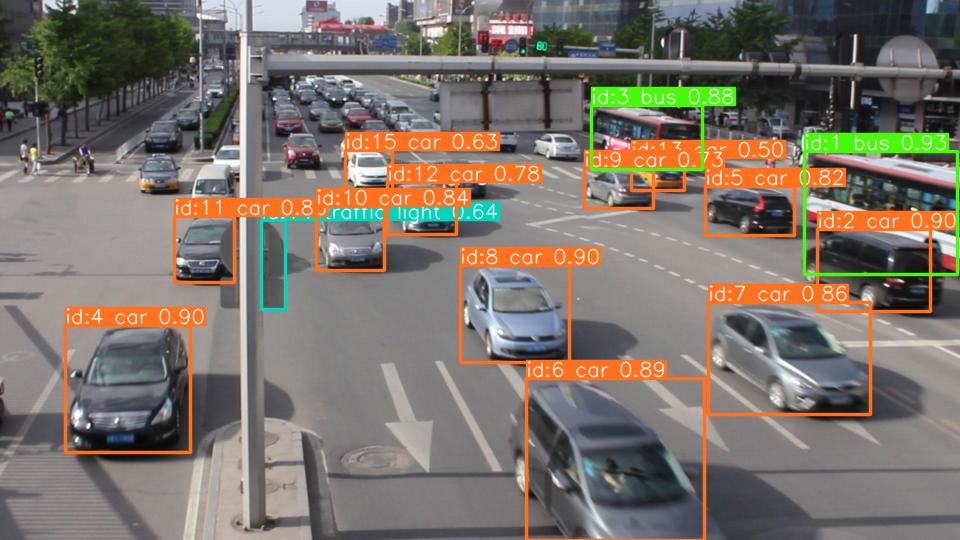 80
id:3 bus 0.88
id:1 bus 0.93
id:15 car 0.63
car 0.50
id:9 car 0.73
id:12 car 0.78
id:5 car 0.82
id:10 car 0.84
id:11 car 0.8
traffic light 0.64
id:2 car 0.90
id:8 car 0.90
id:7 car 0.86
id:4 car 0.90
id:6 car 0.89